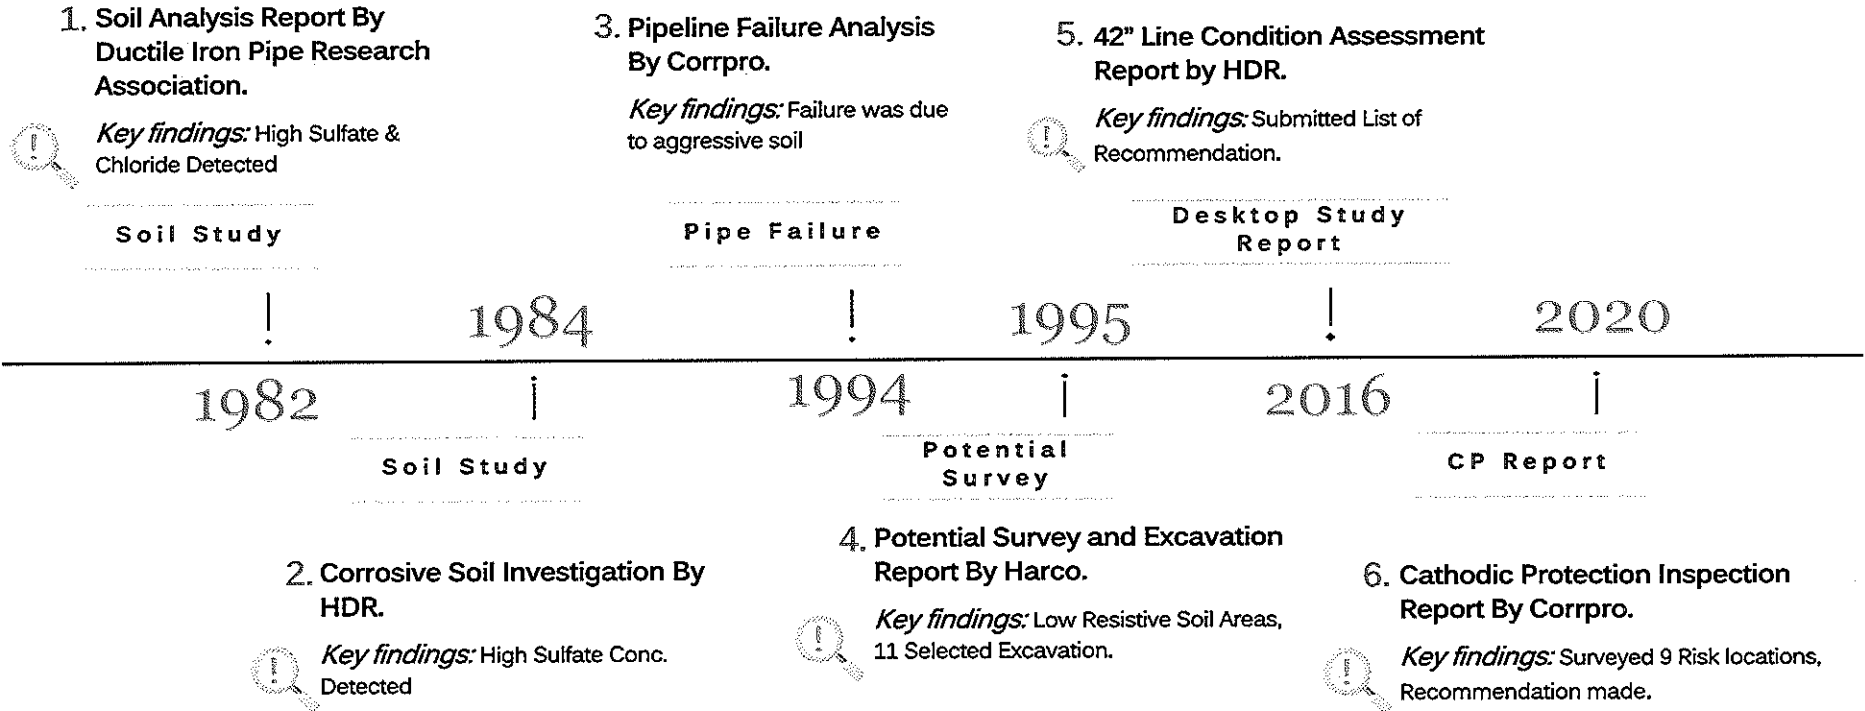 1. Soil Analysis Report By
Ductile Iron Pipe Research
Association.
Key findings: High Sulfate &
Chloride Detected
Soil Study
1982
1984
Soil Study
2. Corrosive Soil Investigation By
HDR.
Key findings: High Sulfate Conc.
Detected
3. Pipeline Failure Analysis
By Corrpro.
Key findings: Failure was due
to aggressive soil
Pipe Failure
1994
1995
Potential
Survey
4. Potential Survey and Excavation
Report By Harco.
Key findings: Low Resistive Soil Areas,
11 Selected Excavation.
5. 42" Line Condition Assessment
Report by HDR.
Key findings: Submitted List of
Recommendation.
Desktop Study
Report
2016
2020
CP Report
6. Cathodic Protection Inspection
Report By Corrpro.
Key findings: Surveyed 9 Risk locations,
Recommendation made.